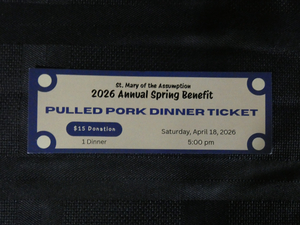 St. Mary of the Assumption
2026 Annual Spring Benefit
PULLED PORK DINNER TICKET
$15 Donation
Saturday, April 18, 2026
1 Dinner
5:00 pm